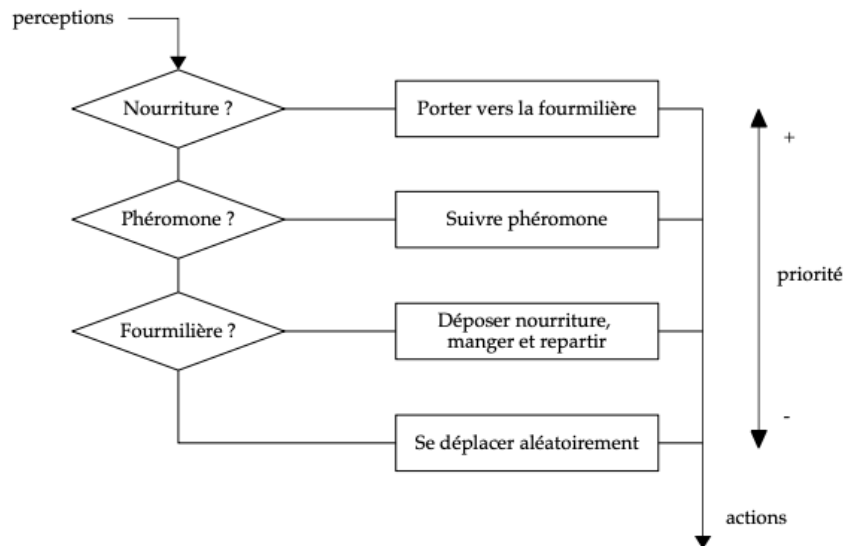 perceptions
Nourriture ?
Porter vers la fourmilière
+
Phéromone ?
Suivre phéromone
priorité
Fourmilière ?
Déposer nourriture,
manger et repartir
-
Se déplacer aléatoirement
actions